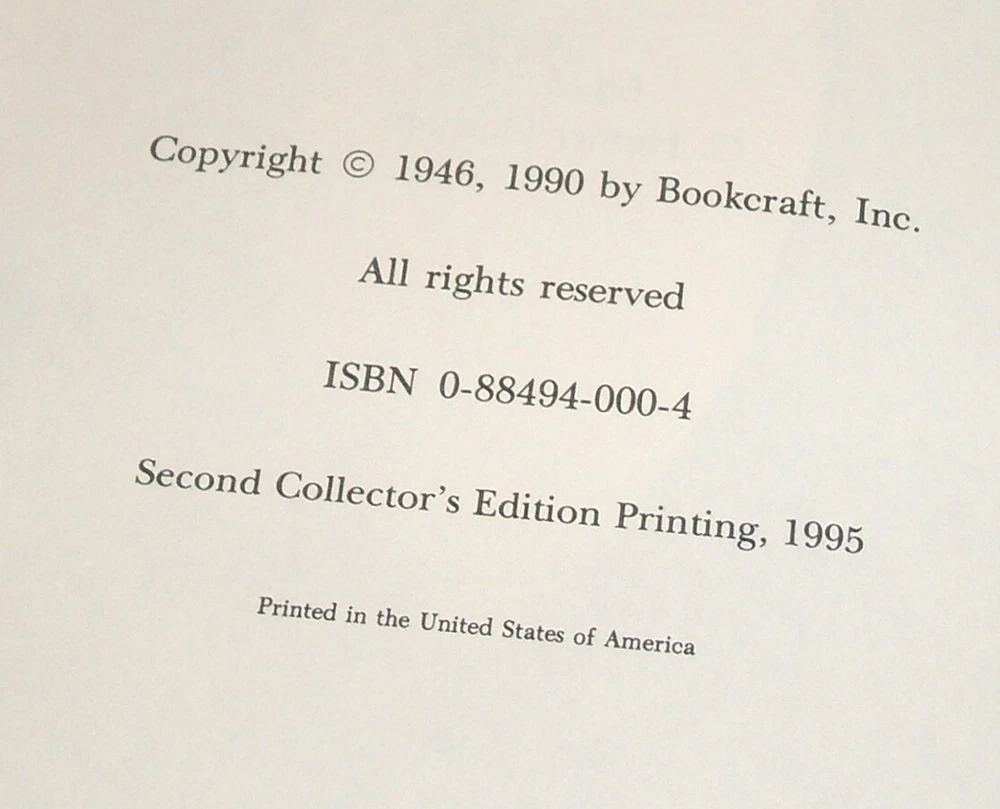 Copyright © 1946, 1990 by Bookcraft, Inc.
All rights reserved
ISBN 0-88494-000-4
Second Collector's Edition Printing, 1995
Printed in the United States of America